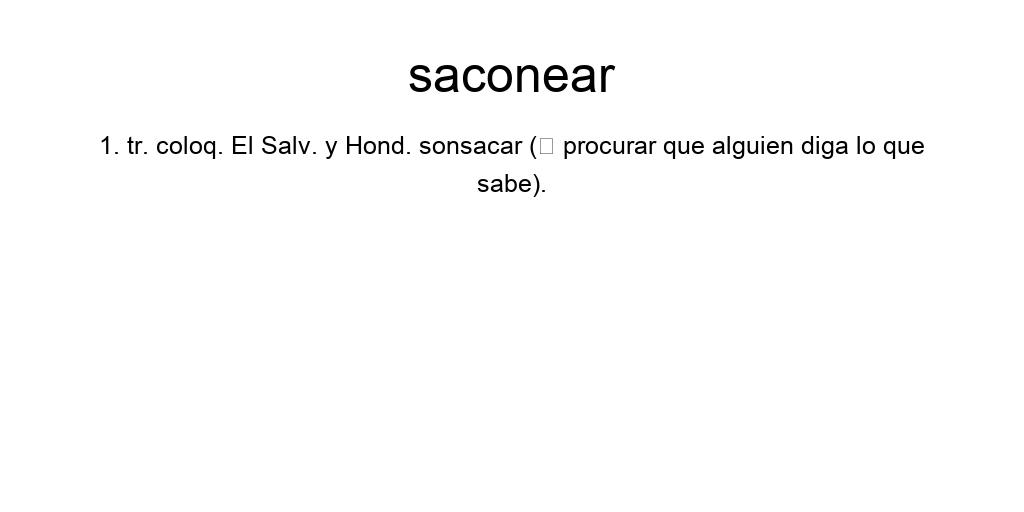 saconear
1. tr. coloq. El Salv. y Hond. sonsacar (▯ procurar que alguien diga lo que
sabe).